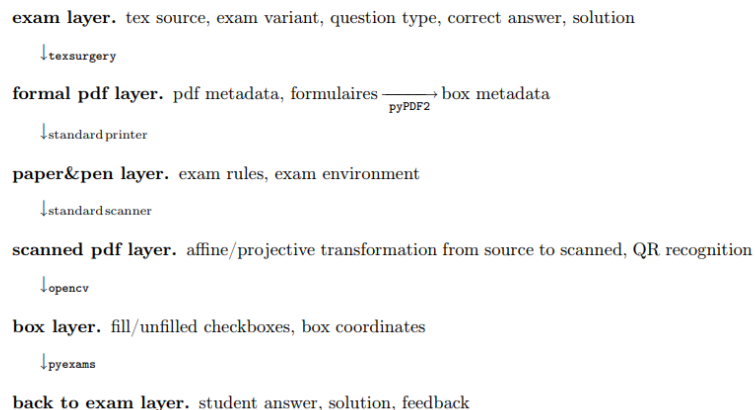 exam layer. tex source, exam variant, question type, correct answer, solution
↓texsurgery
formal pdf layer. pdf metadata, formulaires → box metadata
pyPDF2
↓standard printer
paper&pen layer. exam rules, exam environment
↓standard scanner
scanned pdf layer. affine/projective transformation from source to scanned, QR recognition
↓opencv
box layer. fill/unfilled checkboxes, box coordinates
↓pyexams
back to exam layer. student answer, solution, feedback